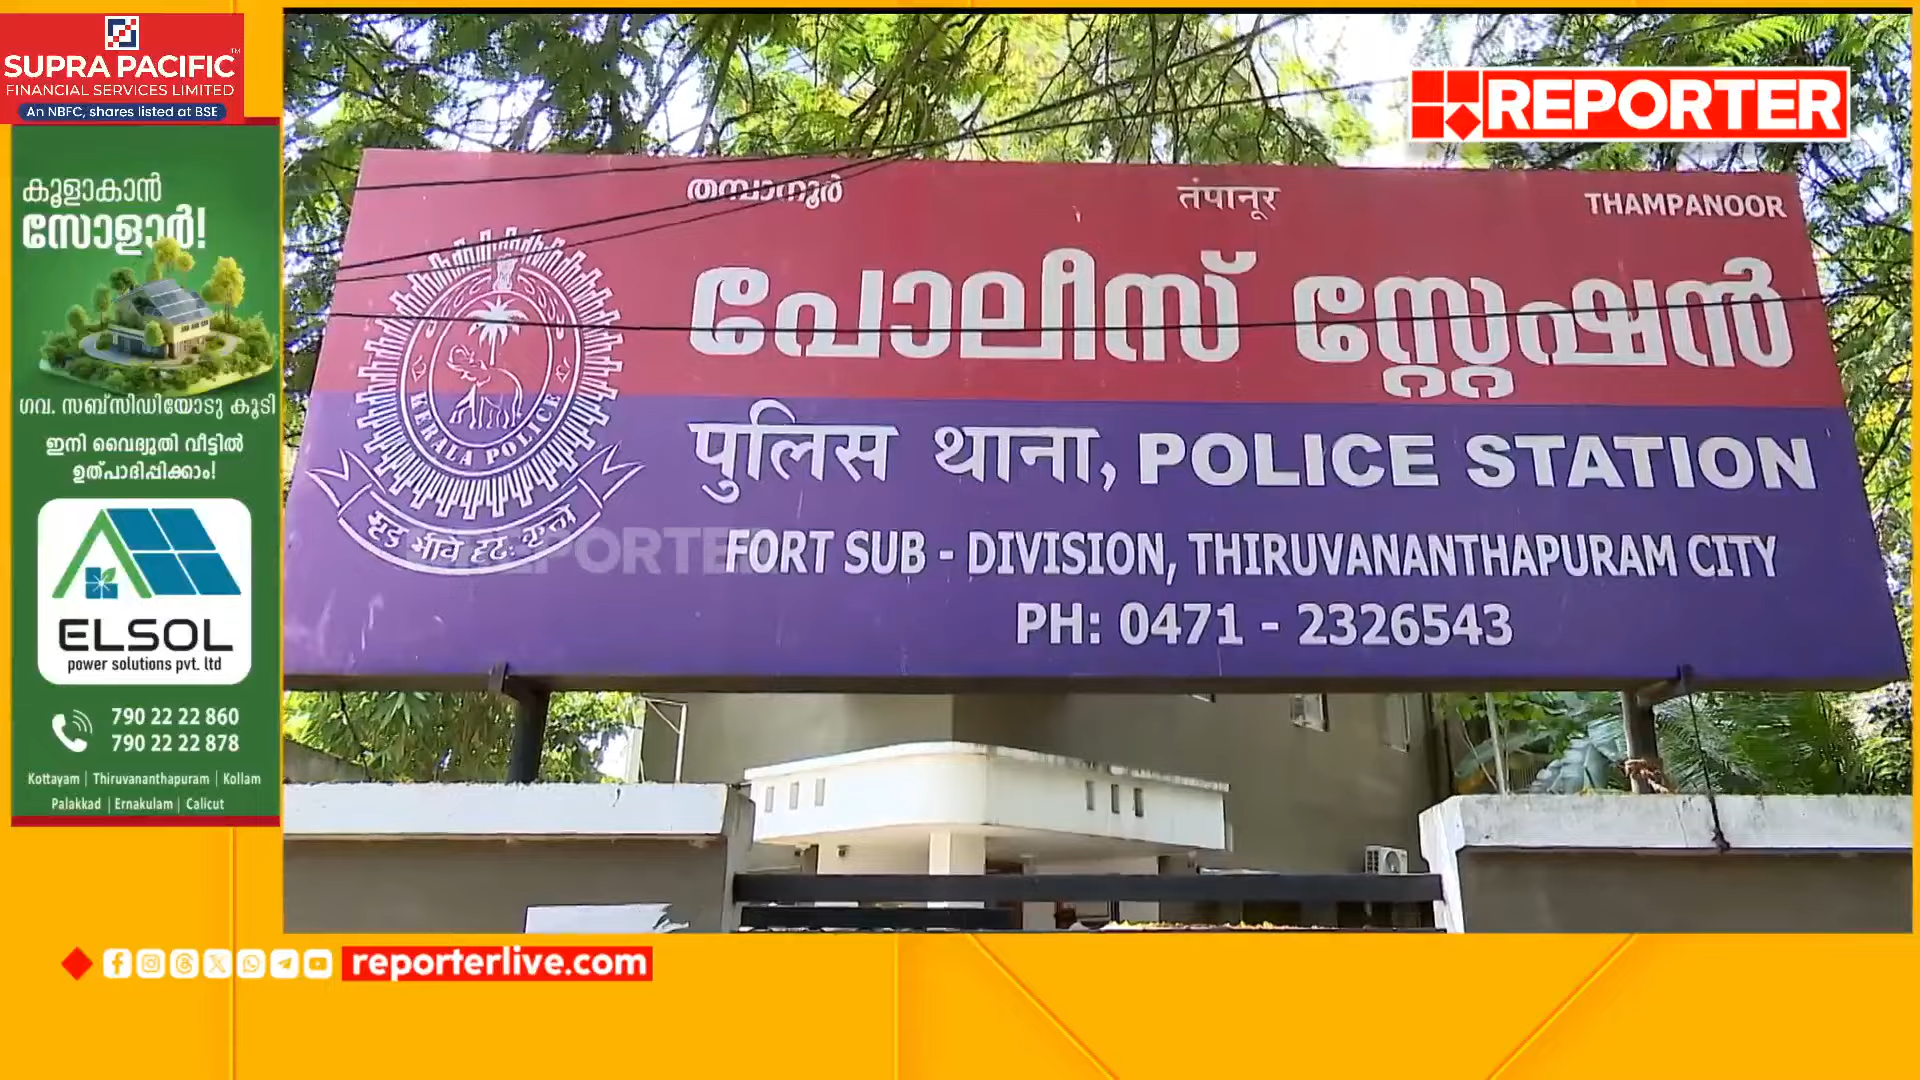 SUPRA PACIFIC™
FINANCIAL SERVICES LIMITED
An NBFC, shares listed at BSE
കൂളാകാൻ
സോളാർ!
ഗവ. സബ്സിഡിയോടു കൂടി
ഇനി വൈദ്യുതി വീട്ടിൽ
ഉത്പാദിപ്പിക്കാം!
ELSOL
power solutions pvt. ltd
790 22 22 860
790 22 22 878
Kottayam | Thiruvananthapuram | Kollam
Palakkad | Ernakulam | Calicut
REPORTER
തമ്പാനൂർ तंपानूर THAMPANOOR
പോലീസ് സ്റ്റേഷൻ
पुलिस थाना, POLICE STATION
FORT SUB - DIVISION, THIRUVANANTHAPURAM CITY
PH: 0471 - 2326543
KERALA POLICE
REPORTER
reporterlive.com